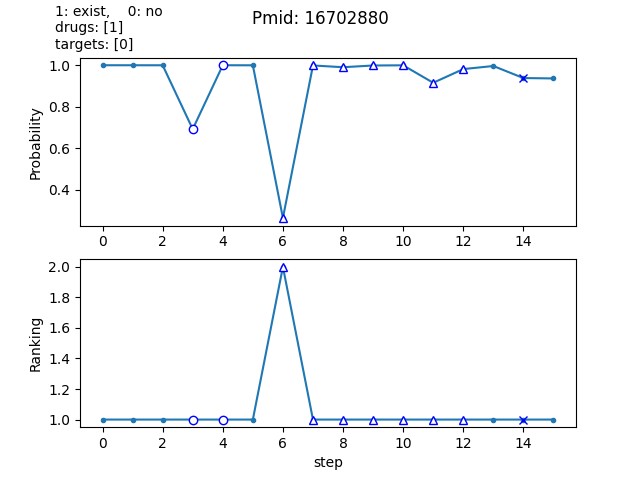 1: exist,    0: no
drugs: [1]
targets: [0]
Pmid: 16702880
Probability
1.0
0.8
0.6
0.4
0 2 4 6 8 10 12 14
Ranking
2.0
1.8
1.6
1.4
1.2
1.0
0 2 4 6 8 10 12 14
step